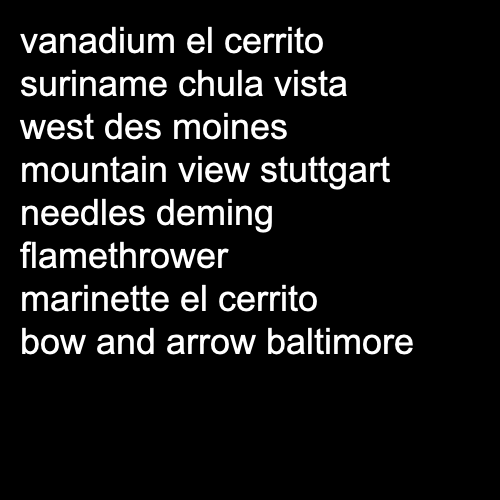 vanadium el cerrito
suriname chula vista
west des moines
mountain view stuttgart
needles deming
flamethrower
marinette el cerrito
bow and arrow baltimore